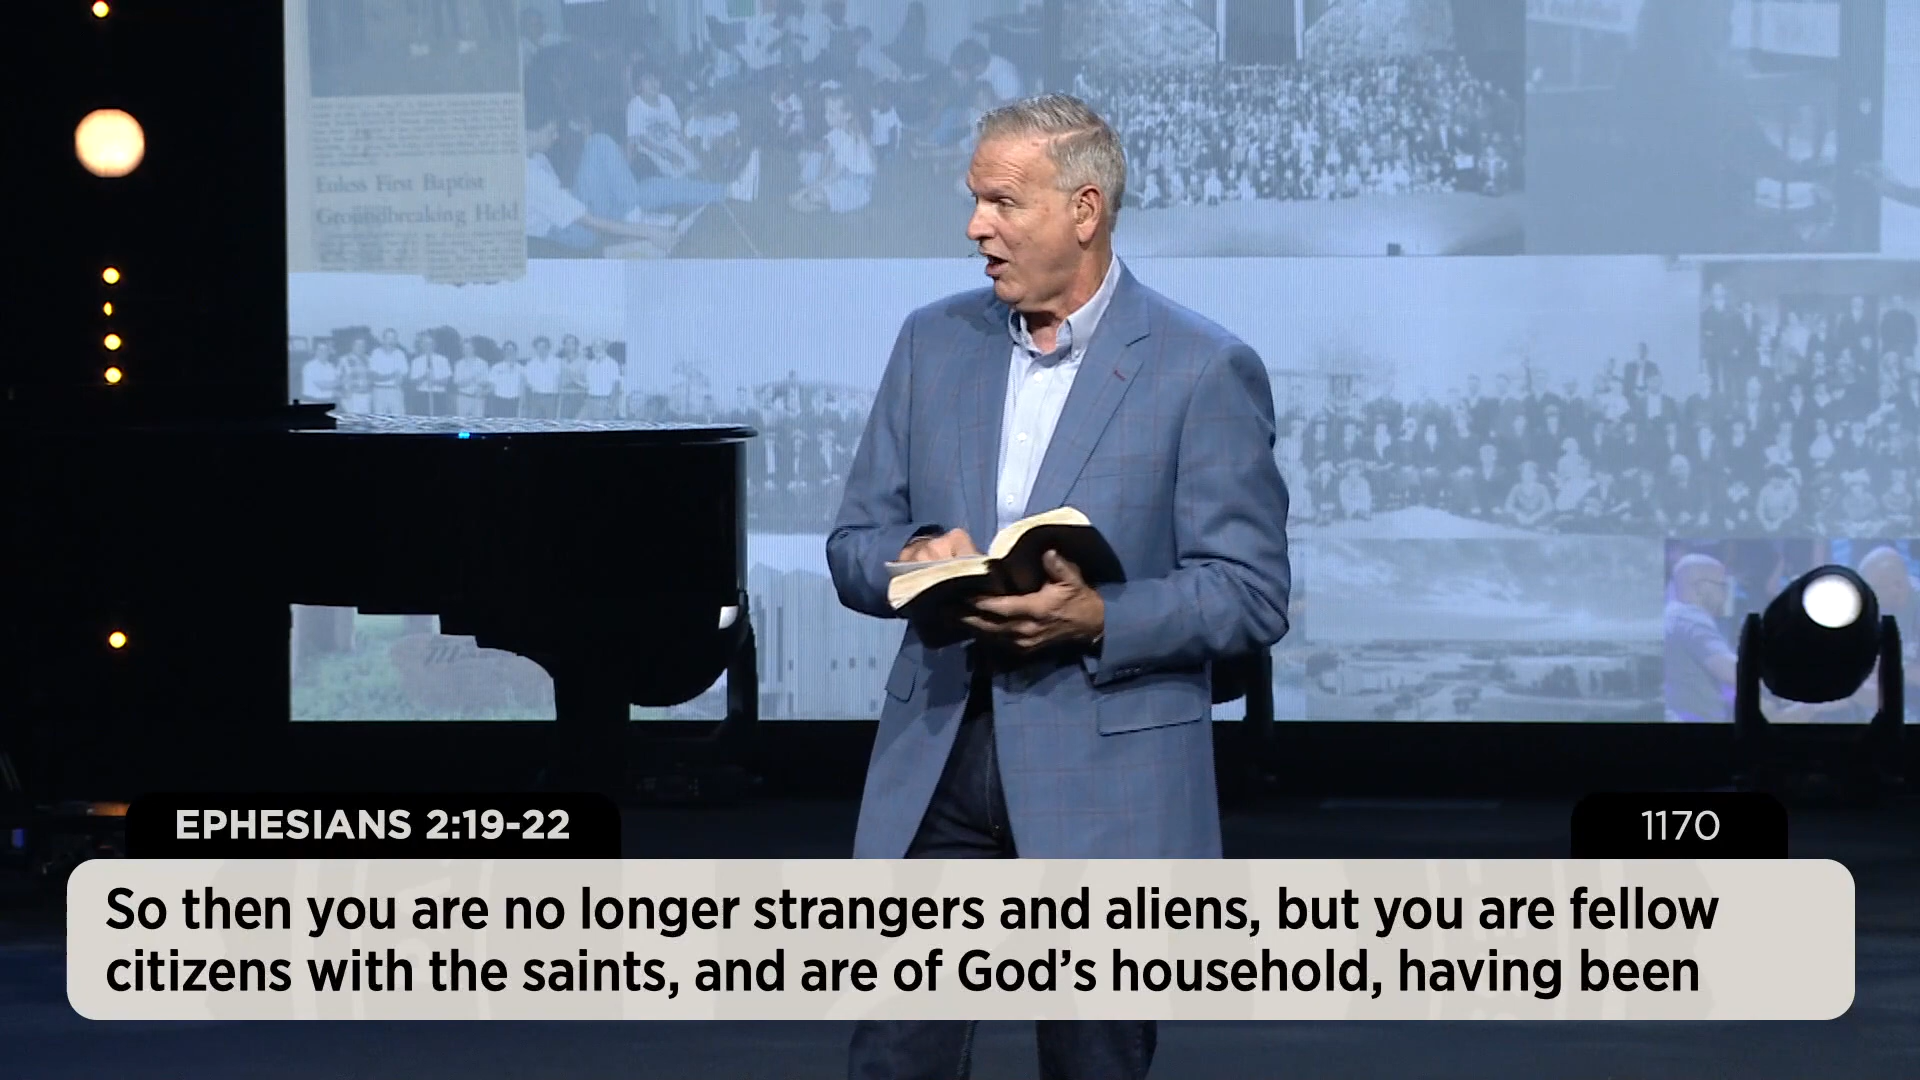 Euless First Baptist
Groundbreaking Held
EPHESIANS 2:19-22
1170
So then you are no longer strangers and aliens, but you are fellow
citizens with the saints, and are of God’s household, having been